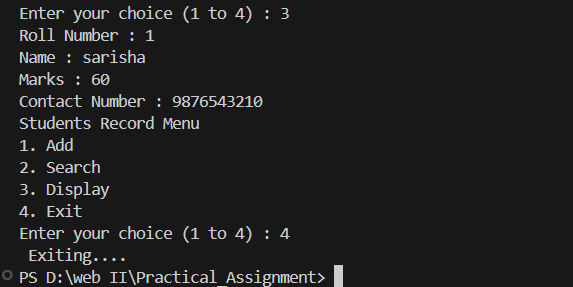 Enter your choice (1 to 4) : 3
Roll Number : 1
Name : sarisha
Marks : 60
Contact Number : 9876543210
Students Record Menu
1. Add
2. Search
3. Display
4. Exit
Enter your choice (1 to 4) : 4
 Exiting....
PS D:\web II\Practical_Assignment>